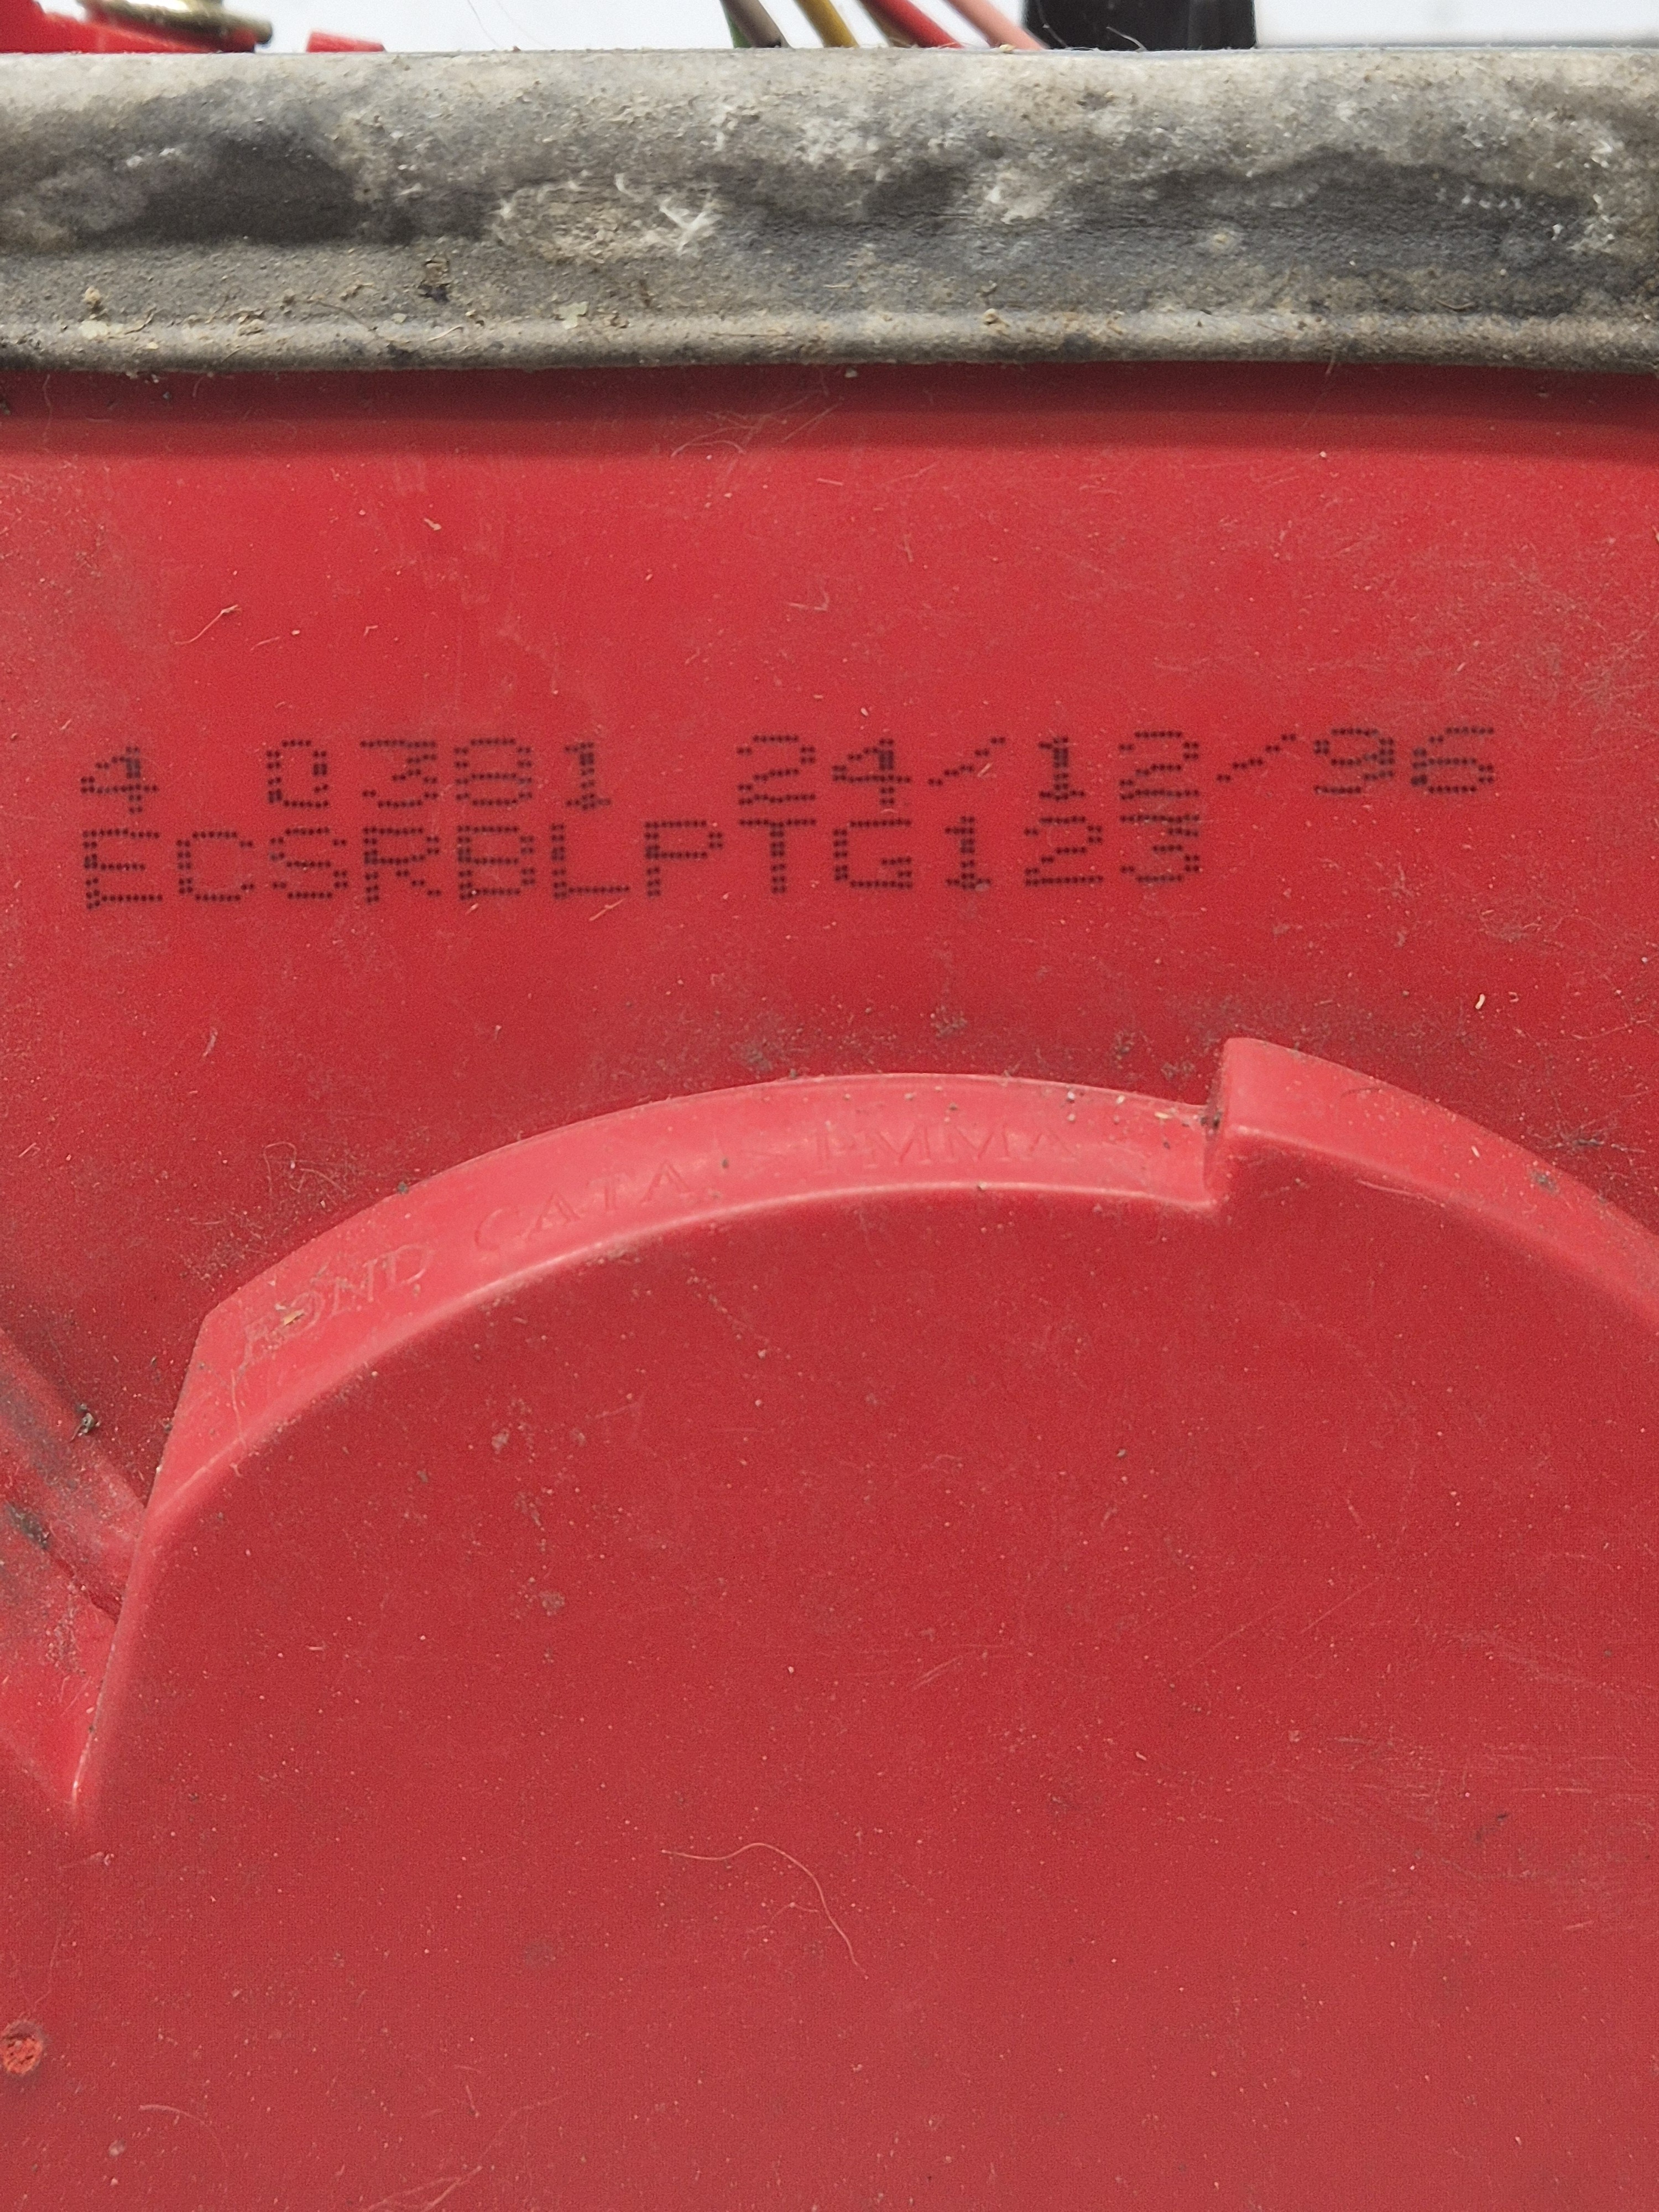 4 0381 24/12/96
ECSRBLPTG123
FOND CATA >PMMA<